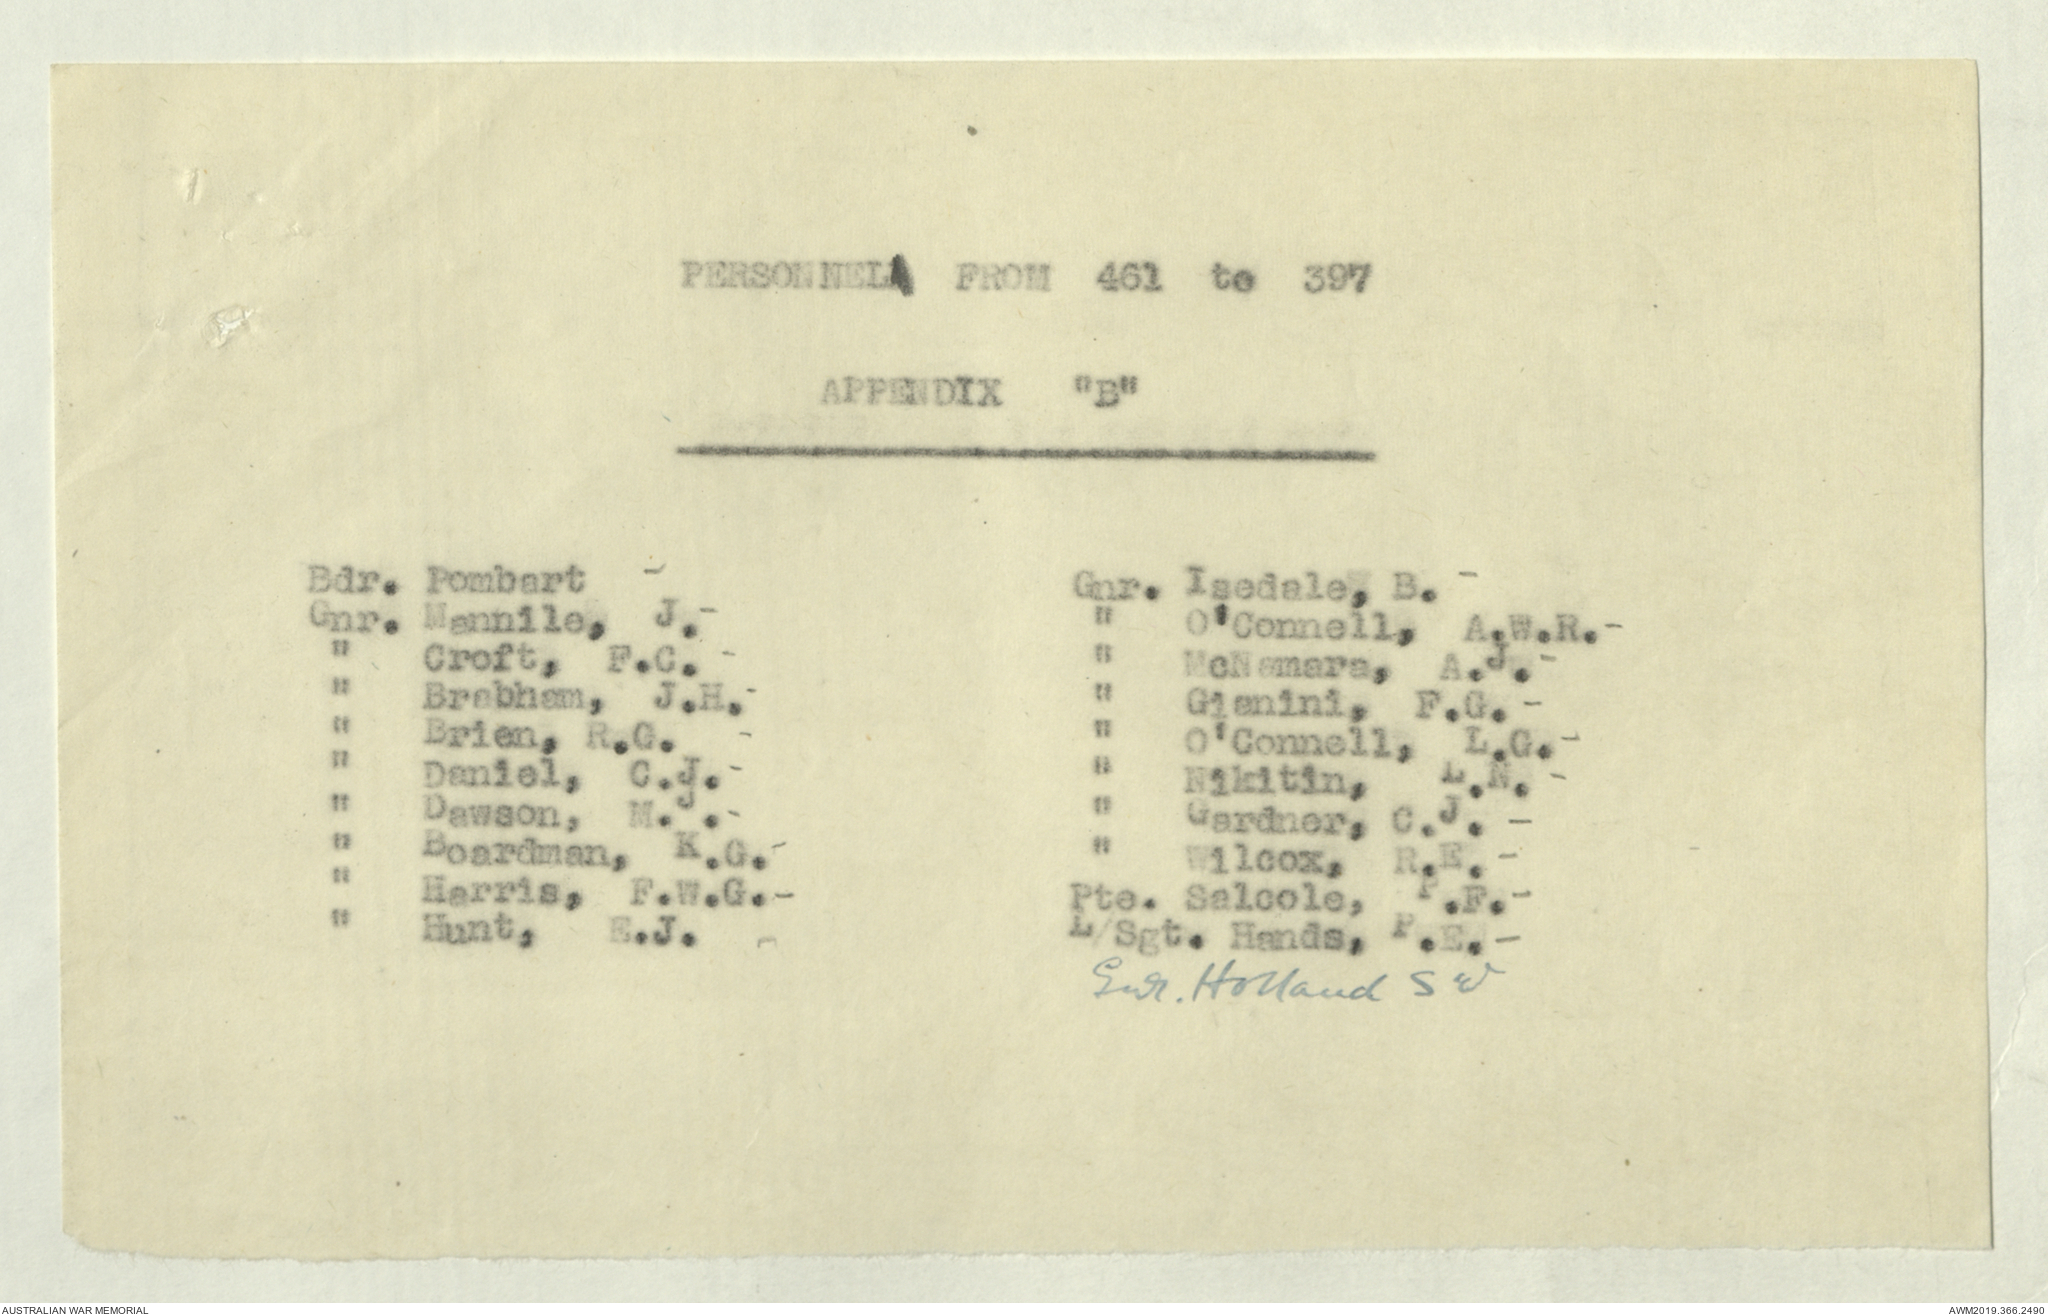 PERSONNEL FROM 461 to 397
APPENDIX "B"
Bdr. Pombart -
Gnr. Mannile, J.-
" Croft, F.C. -
" Brabham, J.H.-
" Brien, R.G. -
" Daniel, C.J.-
" Dawson, M.J.-
" Boardman, K.G.-
" Harris, F.W.G.-
" Hunt, E.J. -
Gnr. Isedale, B. -
" O'Connell, A.W.R.-
" McNamara, A.J.-
" Gianini, F.G. -
" O'Connell, L.G.-
" Nikitin, L.N. -
" Gardner, C.J. -
" Wilcox, R.E. -
Pte. Salcole, P.F.-
L/Sgt. Hands, P.E.-
Gnr. Holland S W
AUSTRALIAN WAR MEMORIAL
AWM2019.366.2490